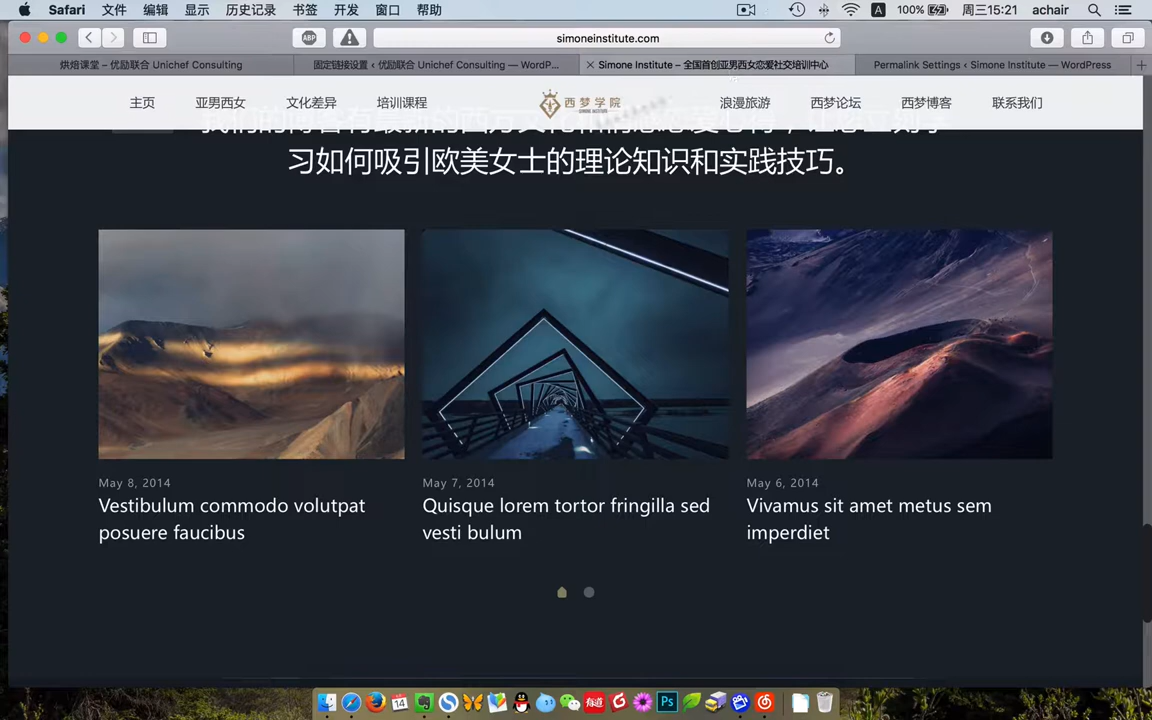 Safari 文件 编辑 显示 历史记录 书签 开发 窗口 帮助 A 100% 周三15:21 achair
ABP simoneinstitute.com
烘焙课堂 – 优励联合 Unichef Consulting 固定链接设置 ‹ 优励联合 Unichef Consulting — WordP... Simone Institute – 全国首创亚男西女恋爱社交培训中心 Permalink Settings ‹ Simone Institute — WordPress
主页 亚男西女 文化差异 培训课程 西梦学院 浪漫旅游 西梦论坛 西梦博客 联系我们
SIMONE INSTITUTE
习如何吸引欧美女士的理论知识和实践技巧。
May 8, 2014
Vestibulum commodo volutpat
posuere faucibus
May 7, 2014
Quisque lorem tortor fringilla sed
vesti bulum
May 6, 2014
Vivamus sit amet metus sem
imperdiet
14 有道 Ps